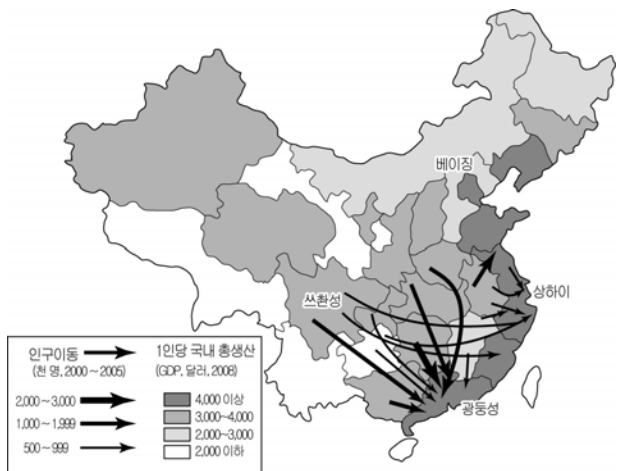 베이징
상하이
쓰촨성
광둥성
인구이동
(천 명, 2000~2005)
2,000~3,000
1,000~1,999
500~999
1인당 국내 총생산
(GDP, 달러, 2008)
4,000 이상
3,000~4,000
2,000~3,000
2,000 이하